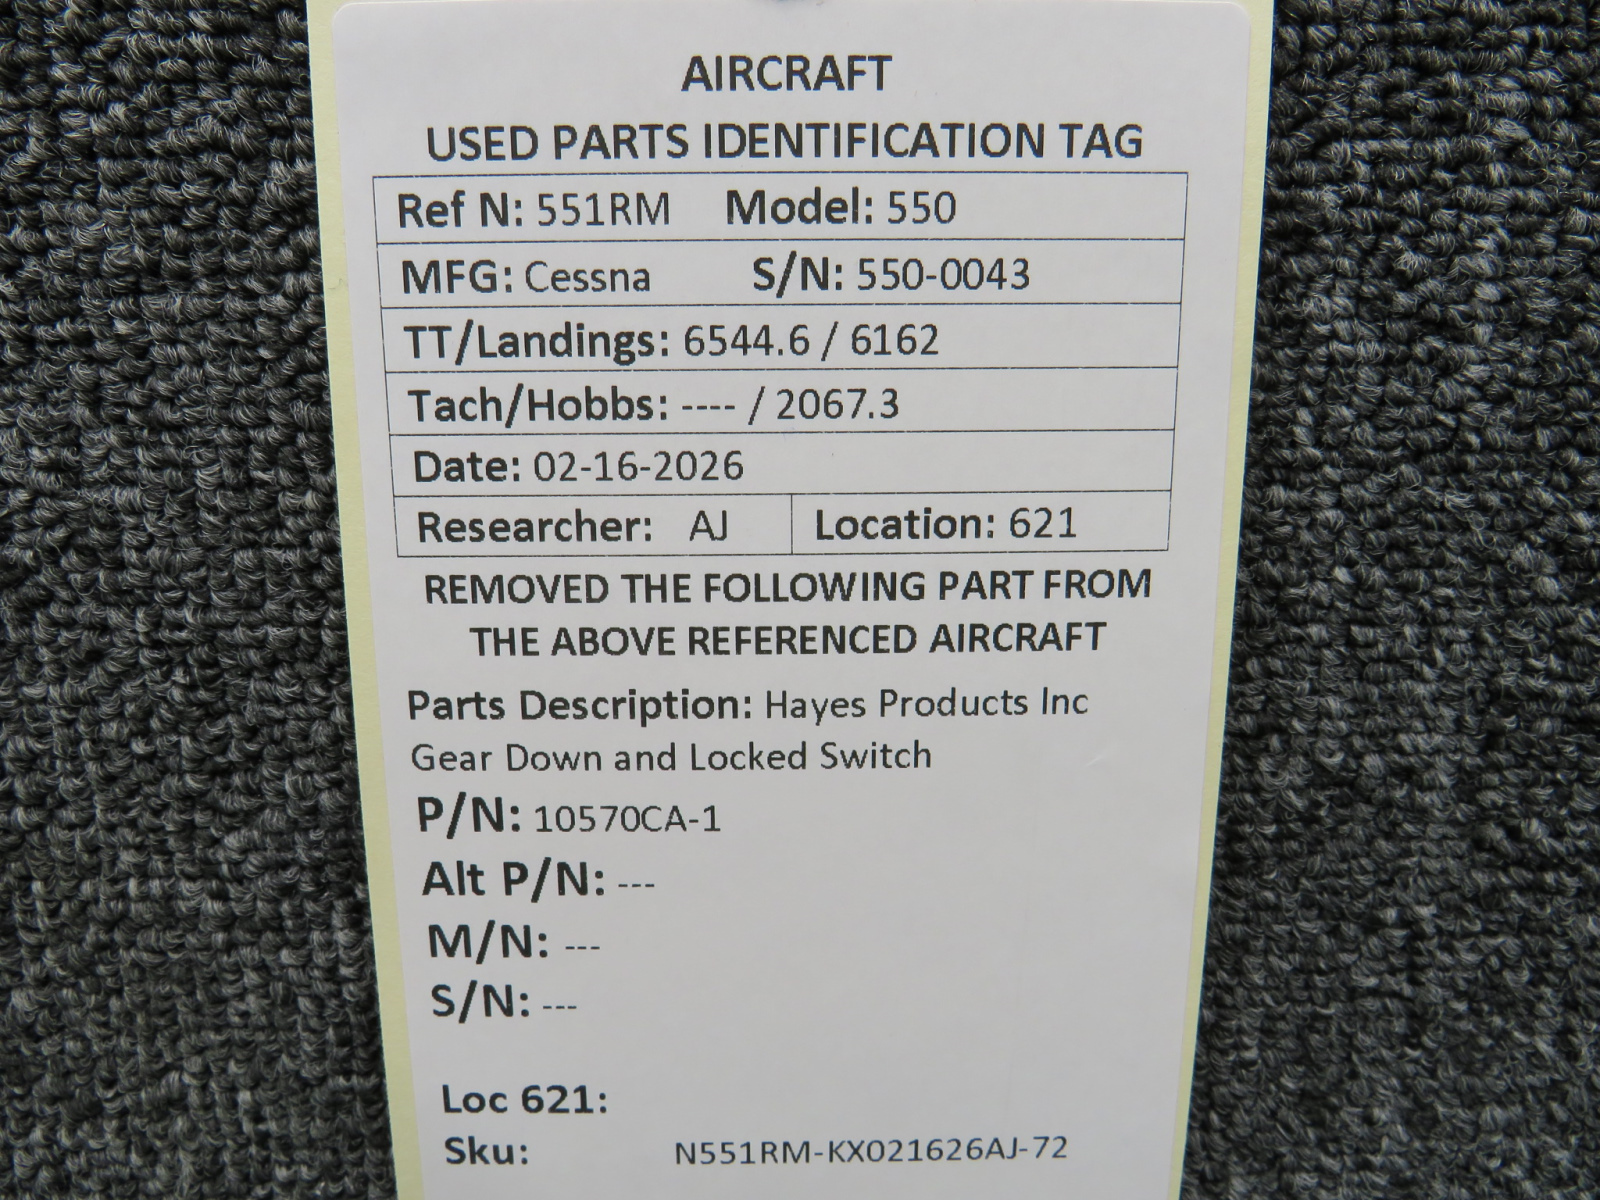 AIRCRAFT
USED PARTS IDENTIFICATION TAG
Ref N: 551RM Model: 550
MFG: Cessna S/N: 550-0043
TT/Landings: 6544.6 / 6162
Tach/Hobbs: ---- / 2067.3
Date: 02-16-2026
Researcher: AJ Location: 621
REMOVED THE FOLLOWING PART FROM
THE ABOVE REFERENCED AIRCRAFT
Parts Description: Hayes Products Inc
Gear Down and Locked Switch
P/N: 10570CA-1
Alt P/N: ---
M/N: ---
S/N: ---
Loc 621:
Sku: N551RM-KX021626AJ-72